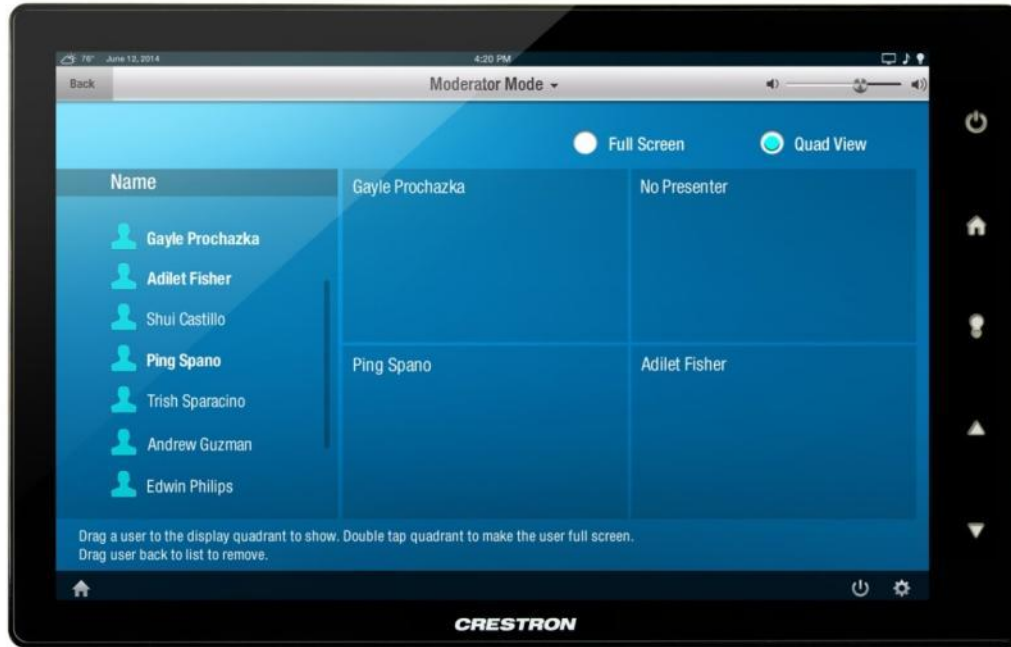 76° June 12, 2014 4:20 PM
Back Moderator Mode
Full Screen Quad View
Name
Gayle Prochazka
Adilet Fisher
Shui Castillo
Ping Spano
Trish Sparacino
Andrew Guzman
Edwin Philips
Gayle Prochazka
No Presenter
Ping Spano
Adilet Fisher
Drag a user to the display quadrant to show. Double tap quadrant to make the user full screen.
Drag user back to list to remove.
CRESTRON